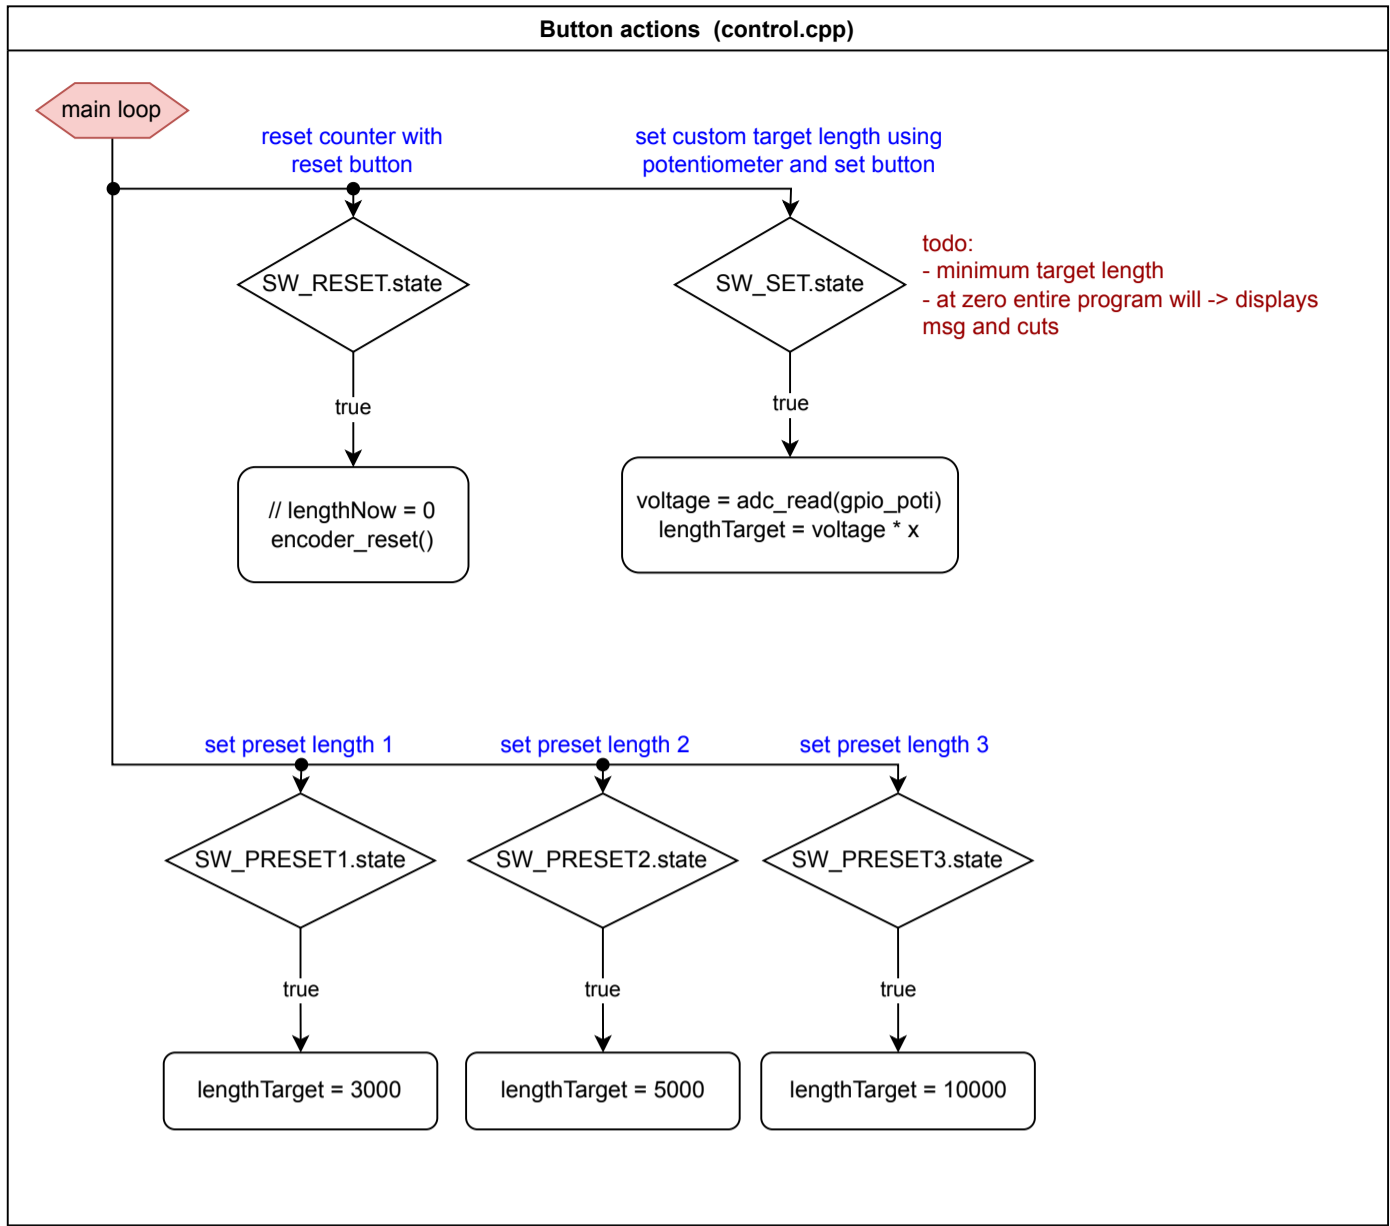 Button actions  (control.cpp)
main loop
reset counter with
reset button
set custom target length using
potentiometer and set button
SW_RESET.state
SW_SET.state
todo:
- minimum target length
- at zero entire program will -> displays
msg and cuts
true
true
// lengthNow = 0
encoder_reset()
voltage = adc_read(gpio_poti)
lengthTarget = voltage * x
set preset length 1
set preset length 2
set preset length 3
SW_PRESET1.state
SW_PRESET2.state
SW_PRESET3.state
true
true
true
lengthTarget = 3000
lengthTarget = 5000
lengthTarget = 10000